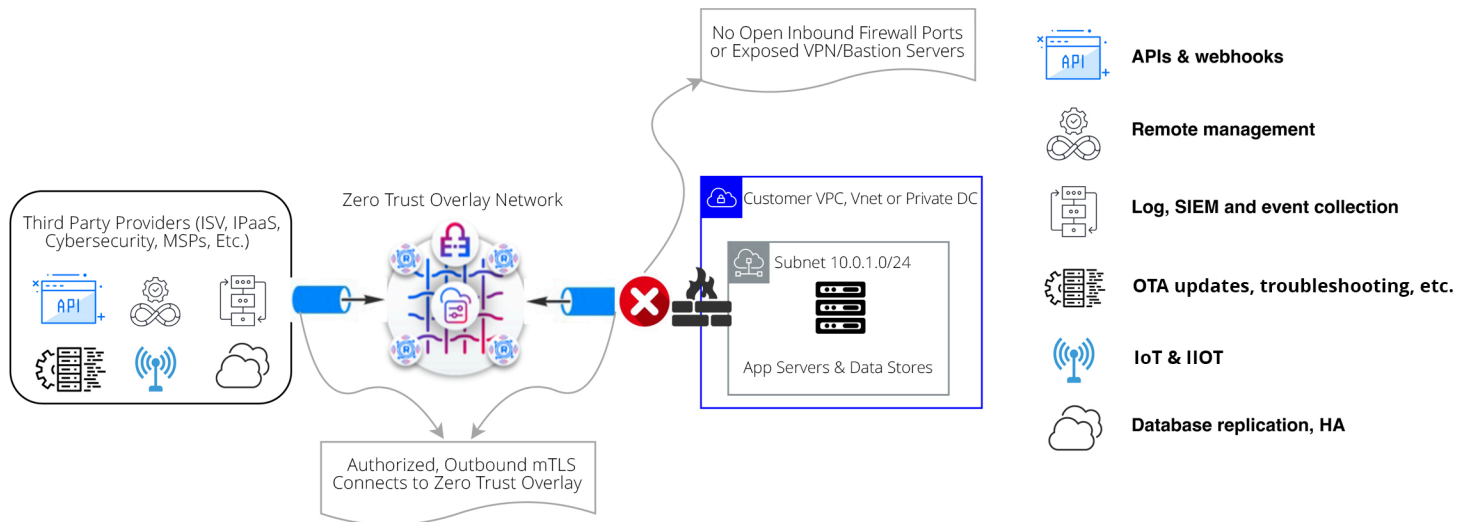 No Open Inbound Firewall Ports
or Exposed VPN/Bastion Servers
Third Party Providers (ISV, IPaaS,
Cybersecurity, MSPs, Etc.)
API
Zero Trust Overlay Network
R
R
R
R
Customer VPC, Vnet or Private DC
Subnet 10.0.1.0/24
App Servers & Data Stores
Authorized, Outbound mTLS
Connects to Zero Trust Overlay
API
APIs & webhooks
Remote management
Log, SIEM and event collection
OTA updates, troubleshooting, etc.
IoT & IIOT
Database replication, HA